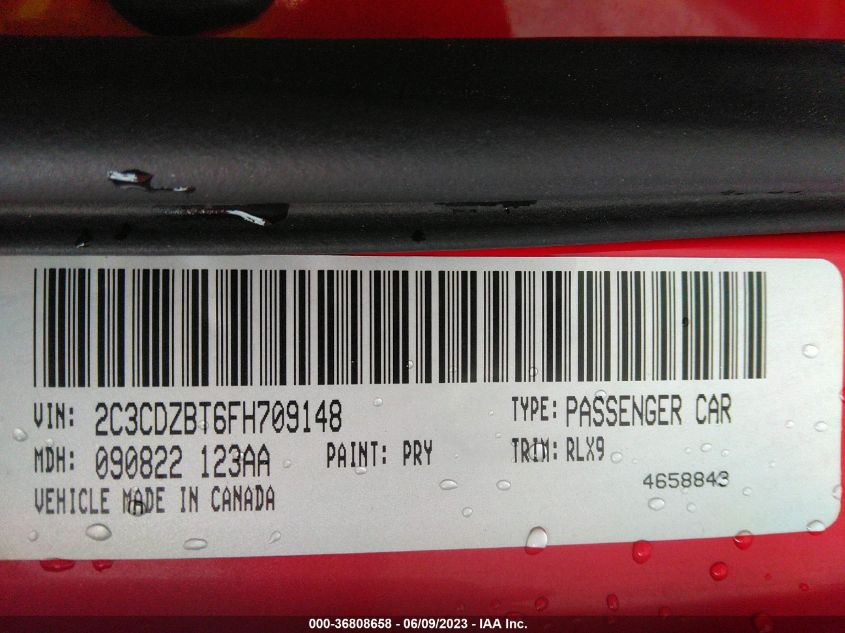 VIN: 2C3CDZBT6FH709148 TYPE: PASSENGER CAR
MDH: 090822 123AA PAINT: PRY TRIM: RLX9
VEHICLE MADE IN CANADA 4658843
000-36808658 - 06/09/2023 - IAA Inc.